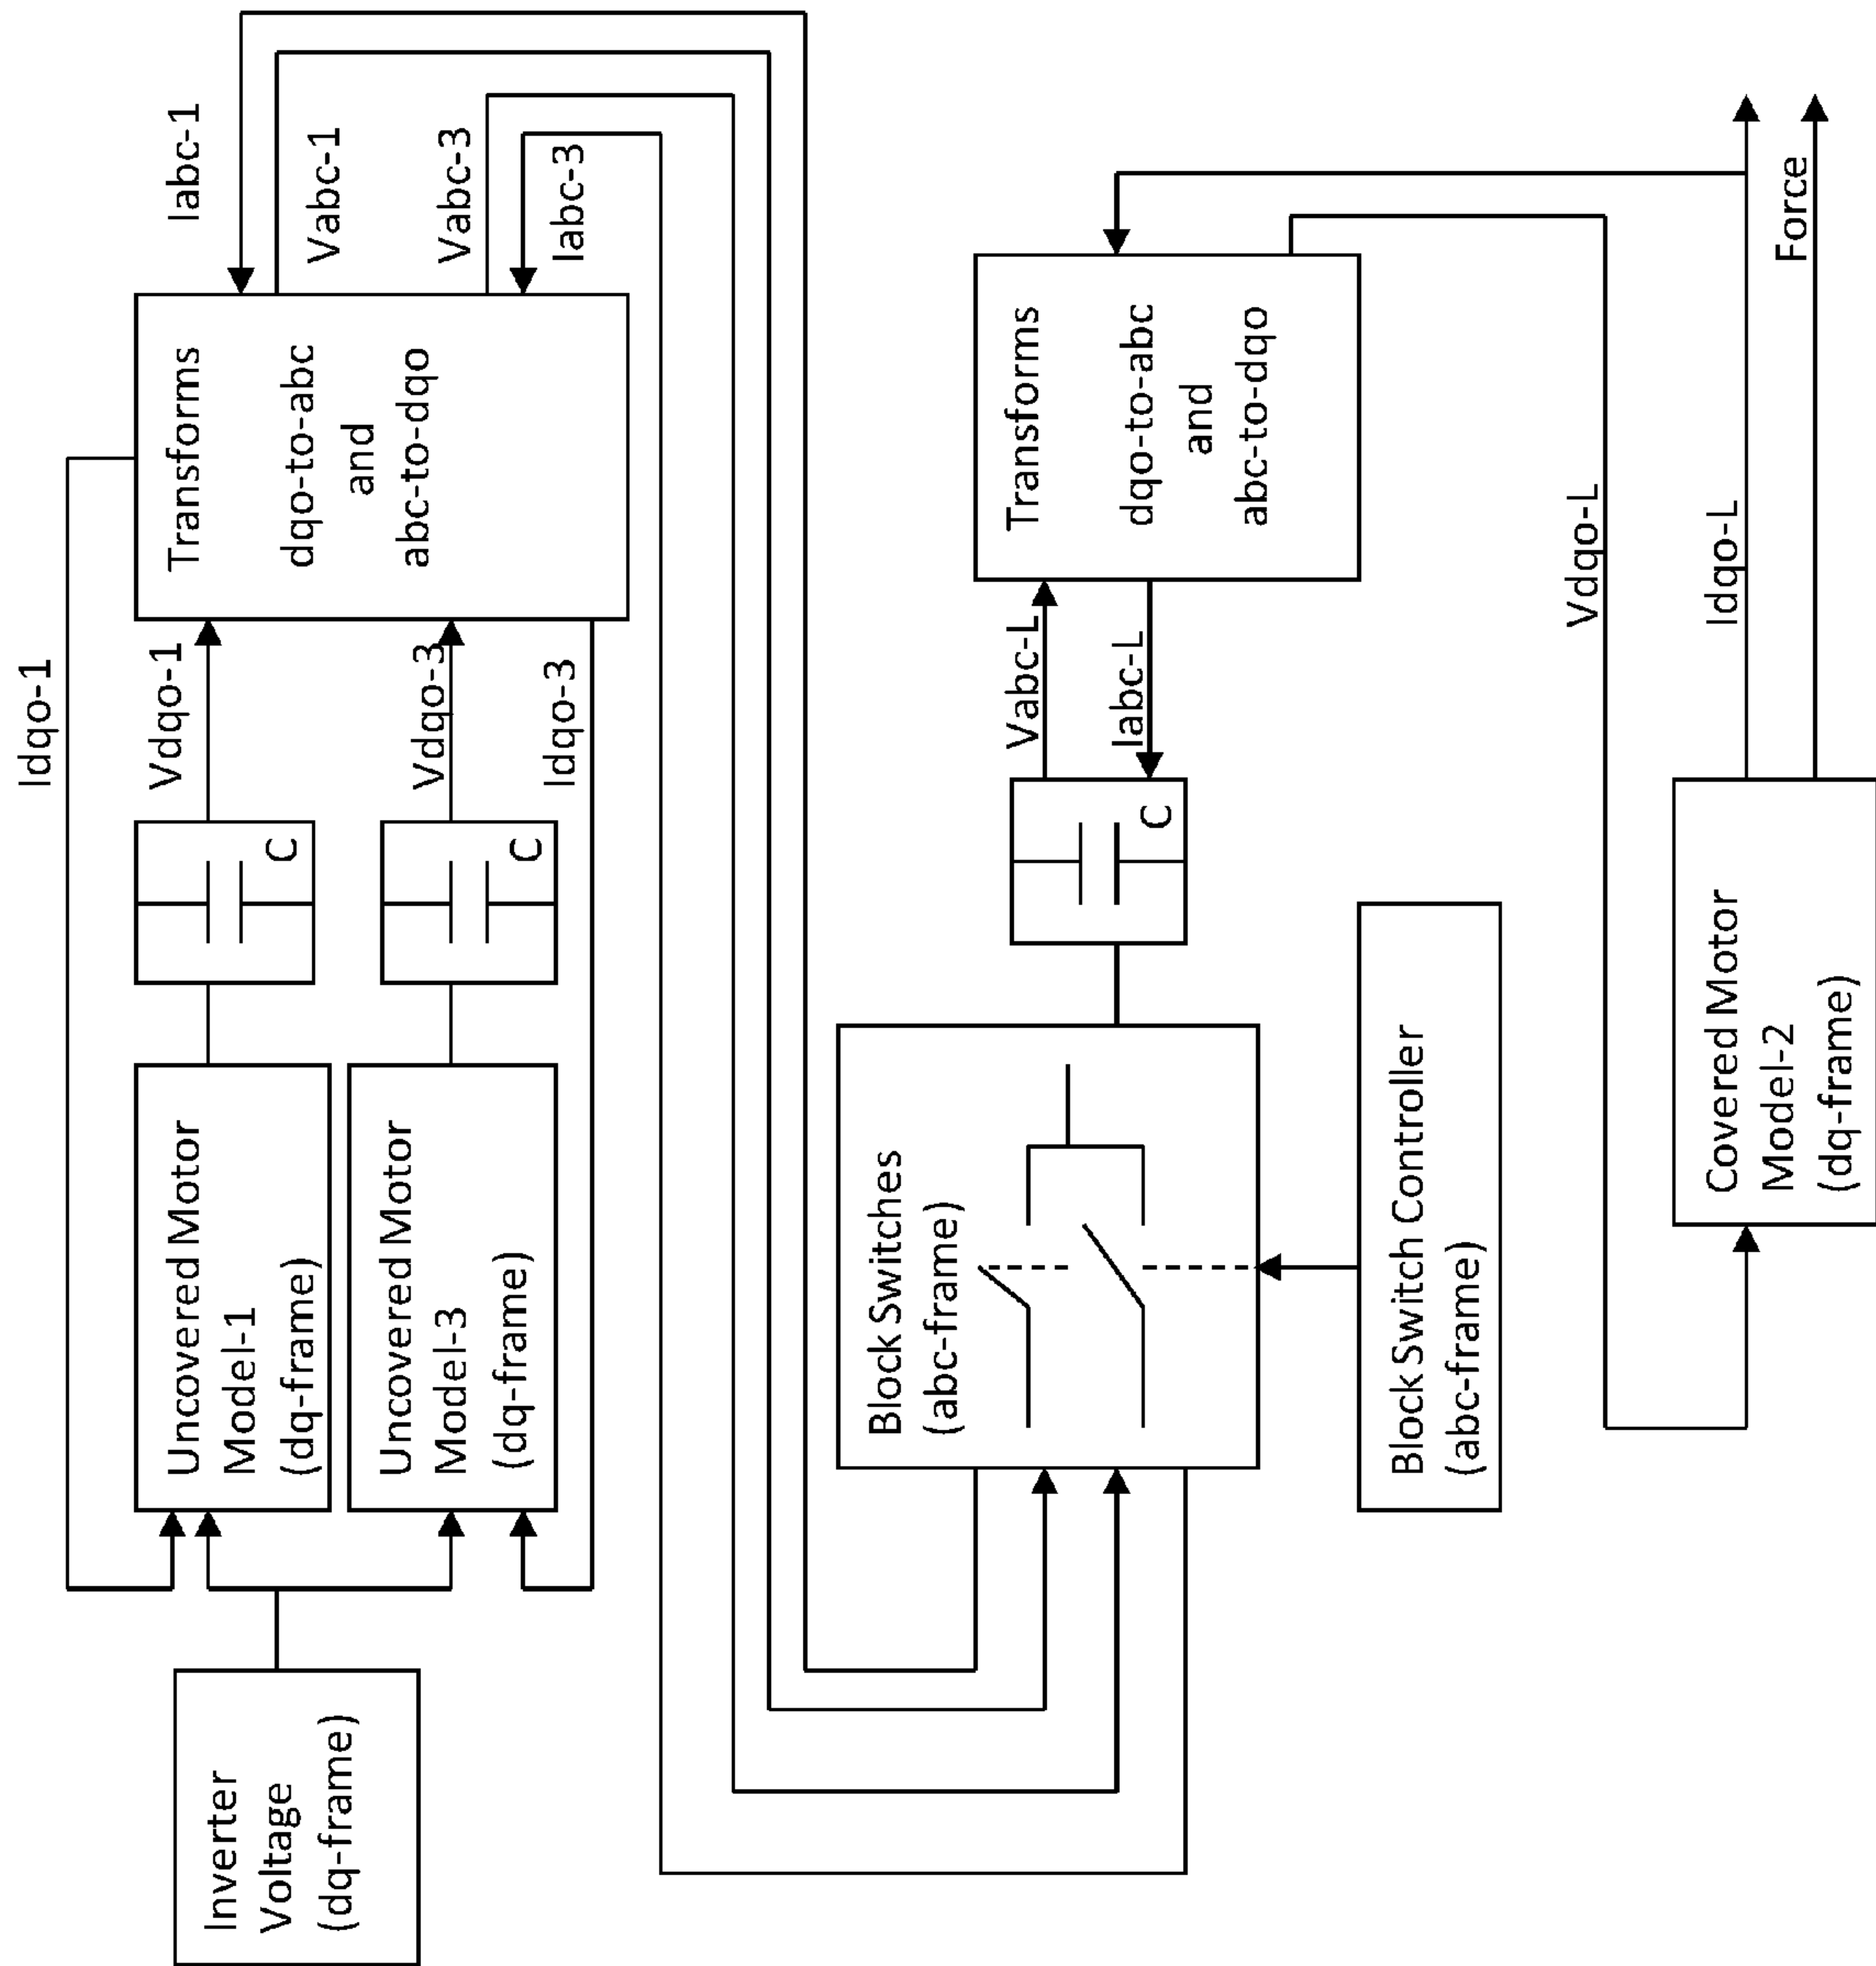 Inverter
Voltage
(dq-frame)
Idqo-1
Uncovered Motor
Model-1
(dq-frame)
C
Vdqo-1
Uncovered Motor
Model-3
(dq-frame)
C
Vdqo-3
Idqo-3
Transforms
dqo-to-abc
and
abc-to-dqo
Iabc-1
Vabc-1
Vabc-3
Iabc-3
Block Switches
(abc-frame)
C
Vabc-L
Iabc-L
Transforms
dqo-to-abc
and
abc-to-dqo
Block Switch Controller
(abc-frame)
Vdqo-L
Covered Motor
Model-2
(dq-frame)
Idqo-L
Force